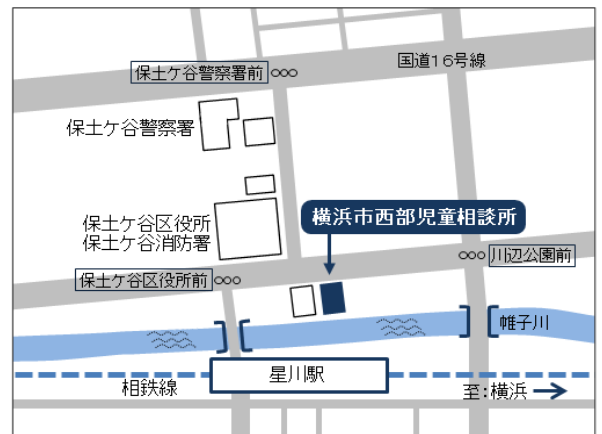 国道16号線
保土ケ谷警察署前
保土ケ谷警察署
横浜市西部児童相談所
保土ケ谷区役所
保土ケ谷消防署
川辺公園前
保土ケ谷区役所前
帷子川
星川駅
相鉄線
至:横浜